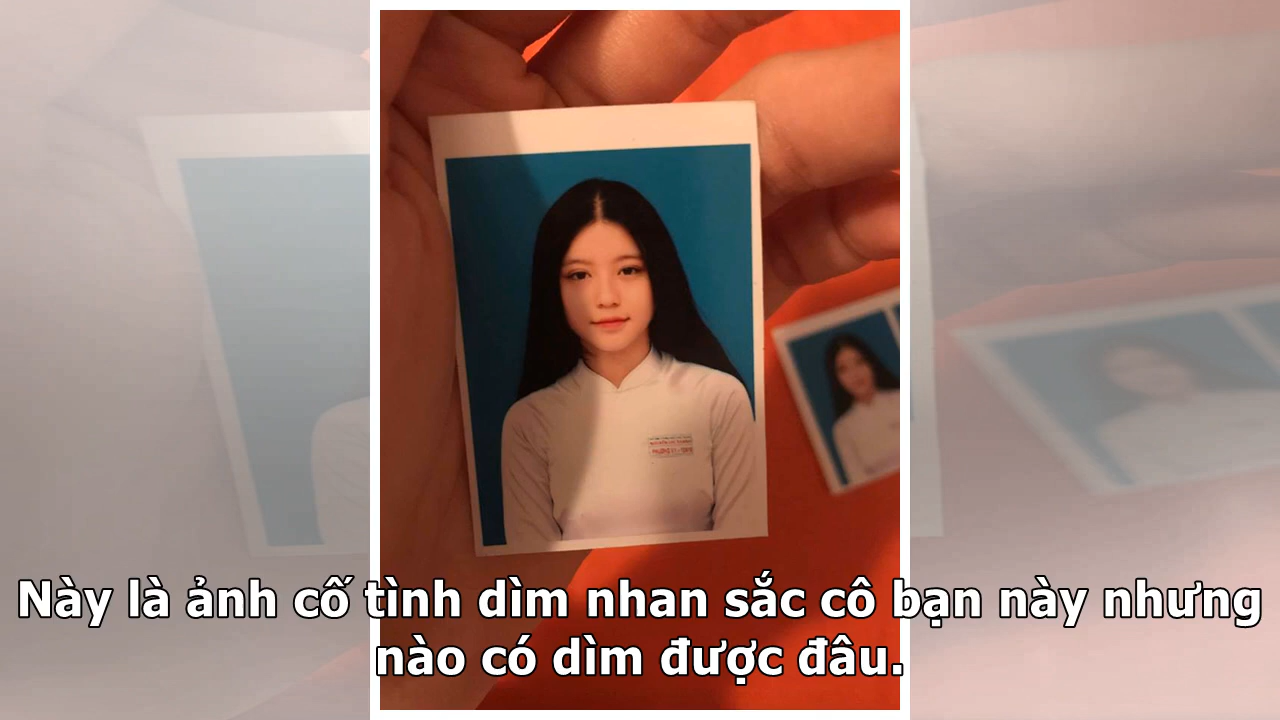 Này là ảnh cố tình dìm nhan sắc cô bạn này nhưng
nào có dìm được đâu.